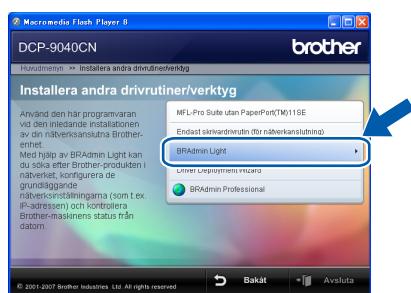 Macromedia Flash Player 8
DCP-9040CN
brother
Huvudmenyn >> Installera andra drivrutiner/verktyg
Installera andra drivrutiner/verktyg
Använd den här programvaran
vid den inledande installationen
av din nätverksanslutna Brother-
enhet.
Med hjälp av BRAdmin Light kan
du söka efter Brother-produkten i
nätverket, konfigurera de
grundläggande
nätverksinställningarna (som t.ex.
IP-adressen) och kontrollera
Brother-maskinens status från
datorn.
MFL-Pro Suite utan PaperPort(TM)11SE
Endast skrivardrivrutin (för nätverkanslutning)
BRAdmin Light
Driver Deployment Wizard
BRAdmin Professional
© 2001-2007 Brother Industries Ltd. All rights reserved
Bakåt
Avsluta